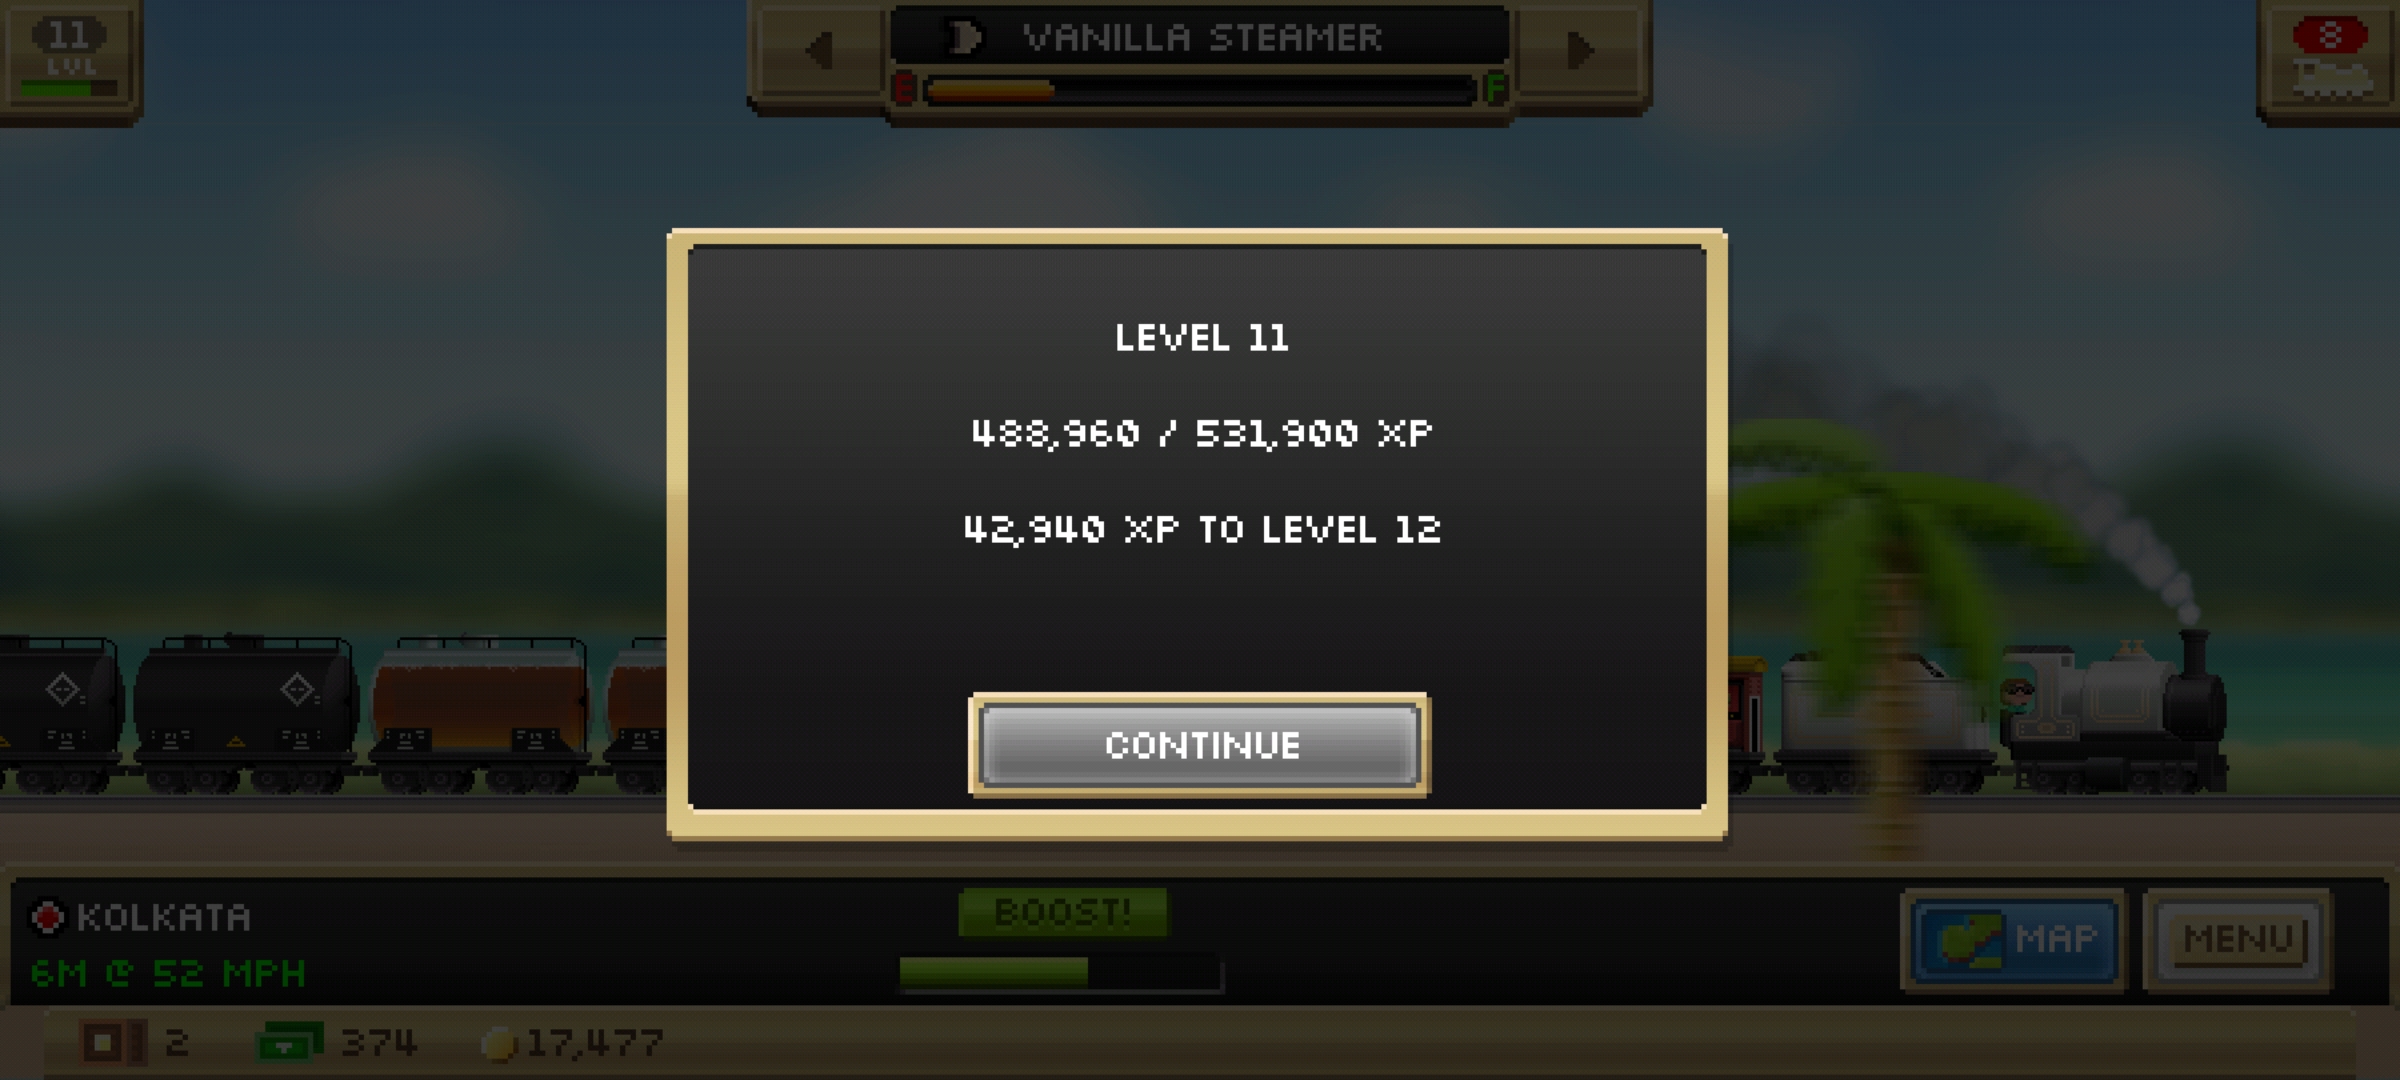 11
LVL
VANILLA STEAMER
E
F
8
LEVEL 11
488,960 / 531,900 XP
42,940 XP TO LEVEL 12
CONTINUE
KOLKATA
6M @ 52 MPH
BOOST!
MAP
MENU
2
374
17,477